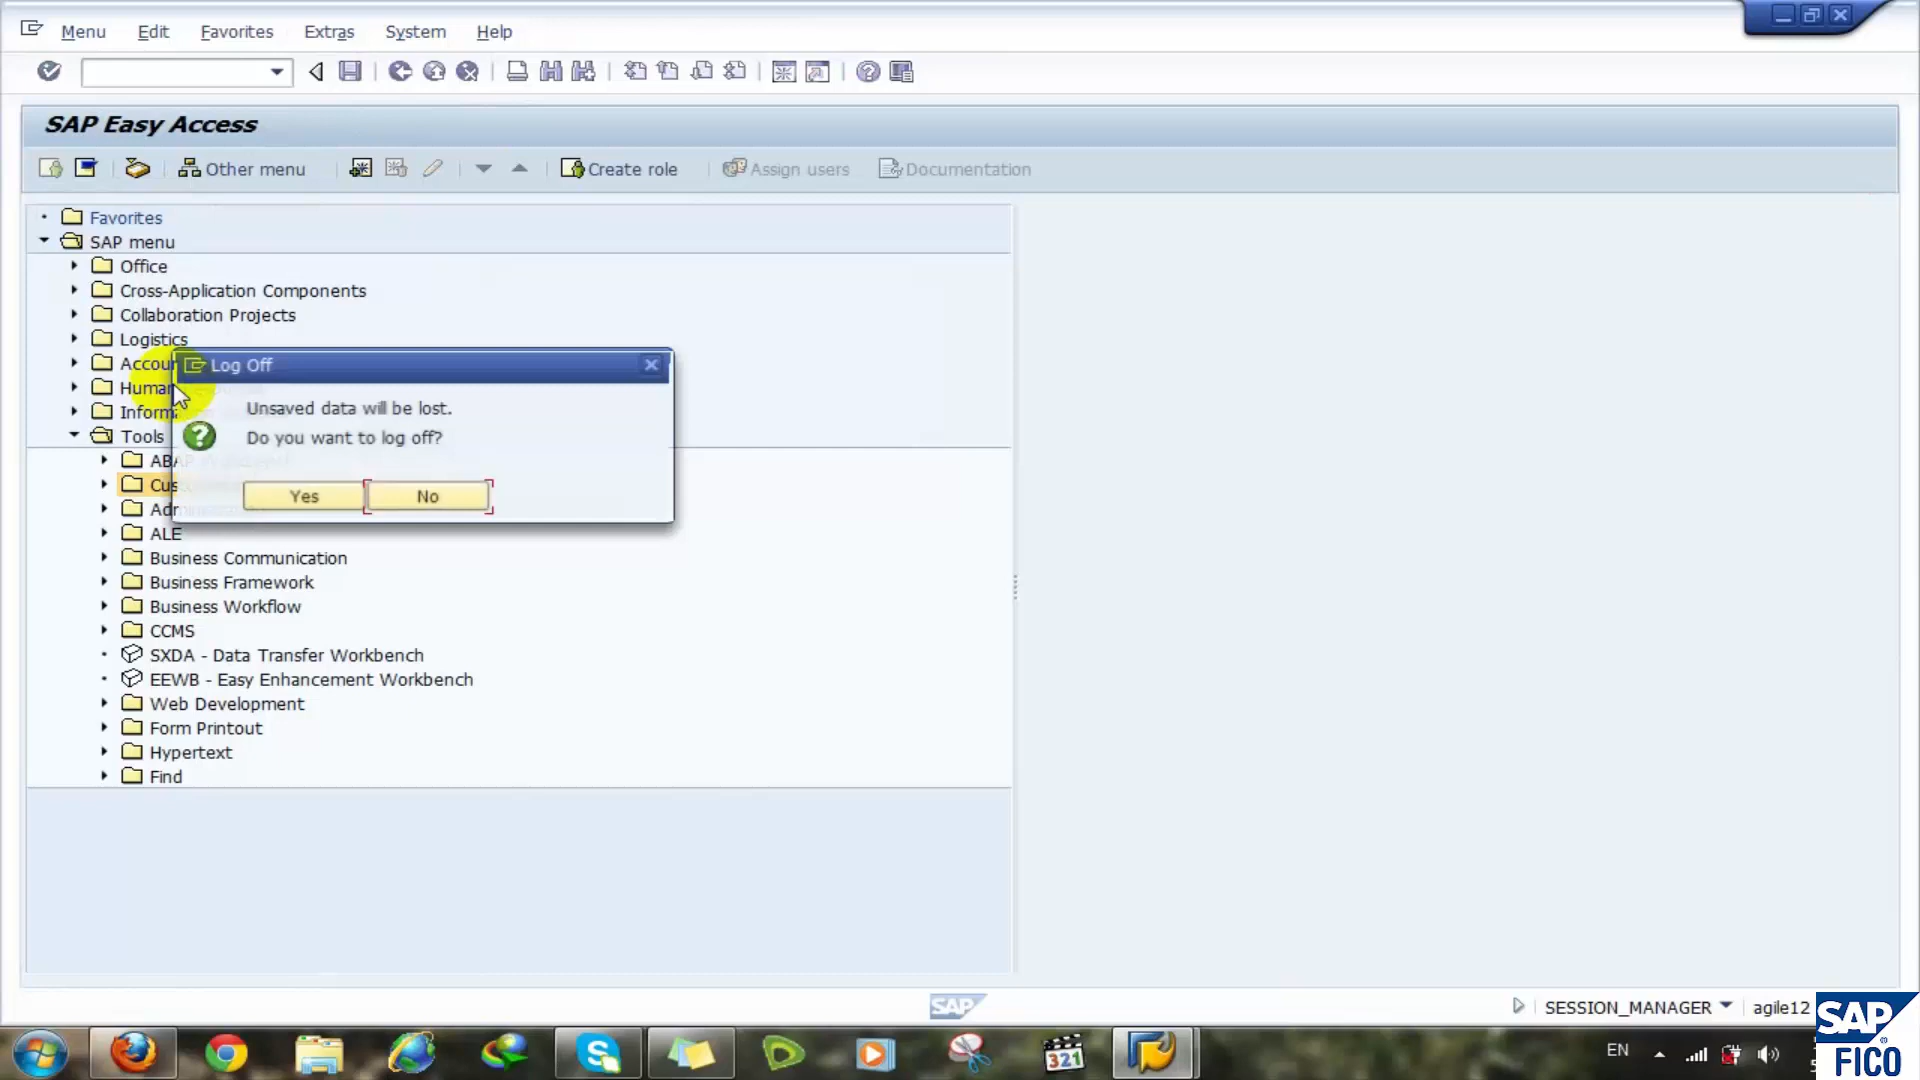 Menu Edit Favorites Extras System Help
SAP Easy Access
Other menu Create role Assign users Documentation
Favorites
SAP menu
Office
Cross-Application Components
Collaboration Projects
Logistics
Log Off
Unsaved data will be lost.
Do you want to log off?
Yes No
Human
Tools
ALE
Business Communication
Business Framework
Business Workflow
CCMS
SXDA - Data Transfer Workbench
EEWB - Easy Enhancement Workbench
Web Development
Form Printout
Hypertext
Find
SAP
SESSION_MANAGER agile12
321
EN
SAP
FICO